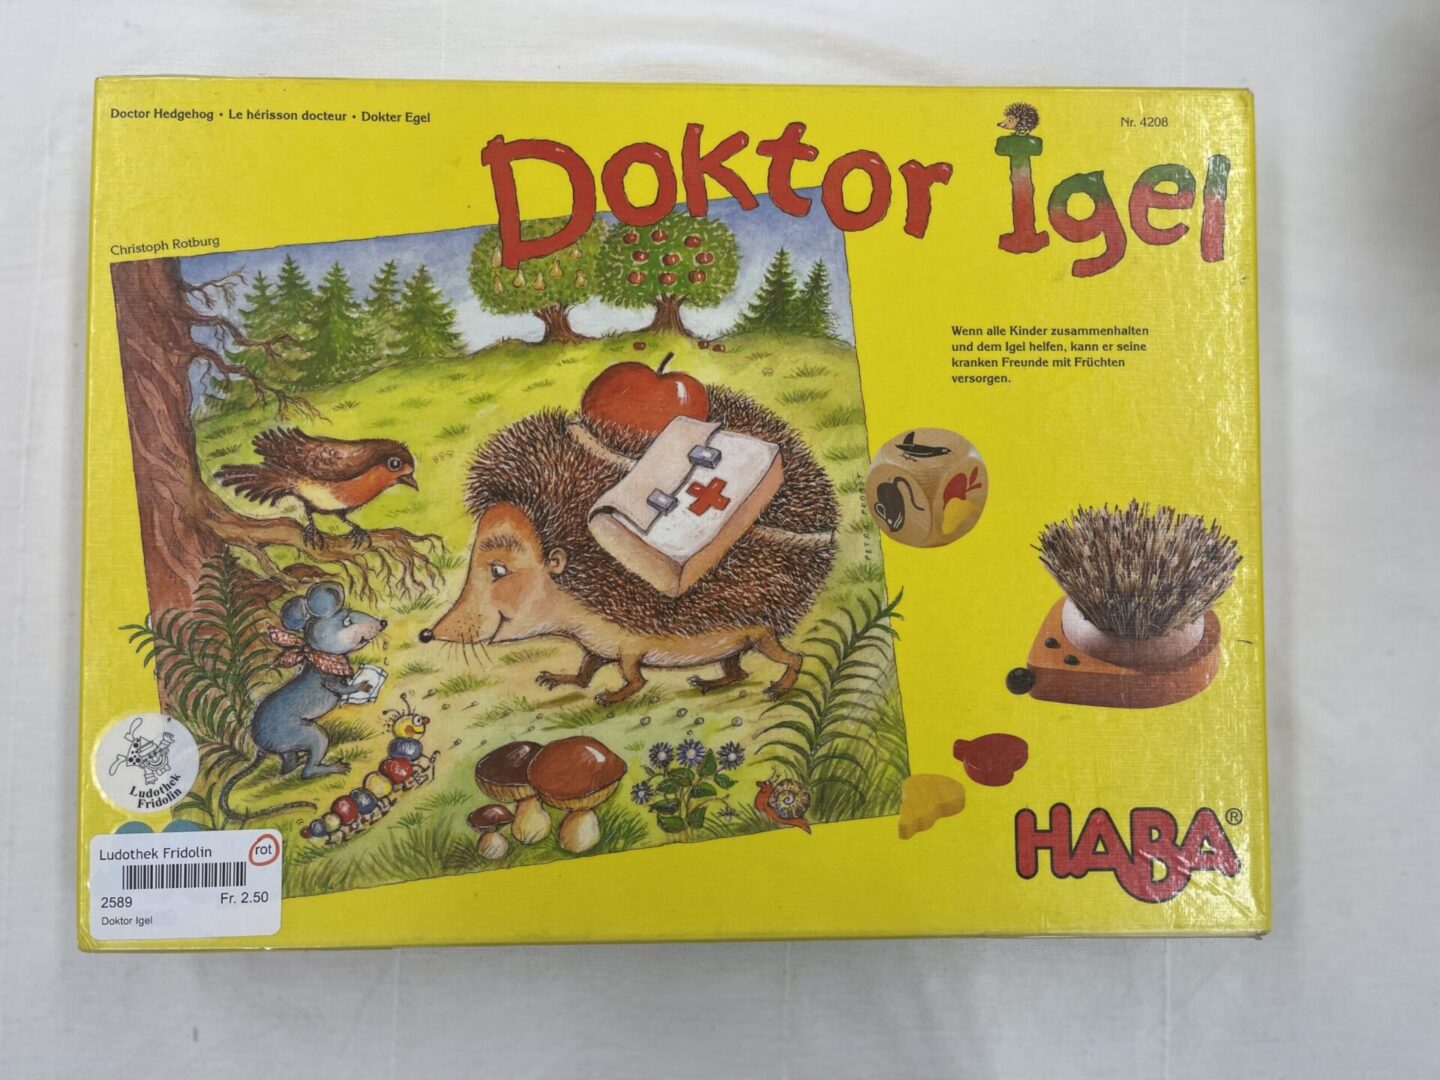 Doctor Hedgehog • Le hérisson docteur • Dokter Egel
Nr. 4208
Doktor Igel
Christoph Rotburg
Wenn alle Kinder zusammenhalten
und dem Igel helfen, kann er seine
kranken Freunde mit Früchten
versorgen.
PETRA PROBST
Ludothek
Fridolin
HABA®
Ludothek Fridolin
rot
2589
Fr. 2.50
Doktor Igel